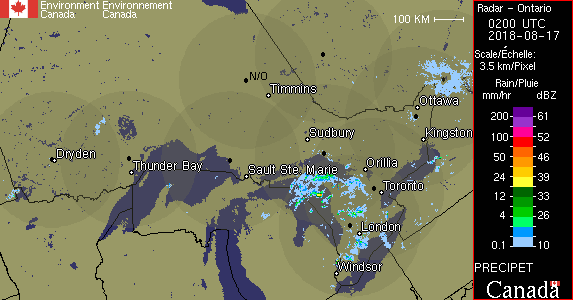 Environment Environnement
Canada Canada
100 KM
N/O
Timmins
Ottawa
Sudbury
Kingston
Dryden
Thunder Bay
Sault Ste. Marie
Orillia
Toronto
London
Windsor
Radar - Ontario
0200 UTC
2018-08-17
Scale/Échelle:
3.5 km/Pixel
Rain/Pluie
mm/hr dBZ
200 61
100 52
50 46
24 39
12 33
4 26
0.1 10
PRECIPET
Canada